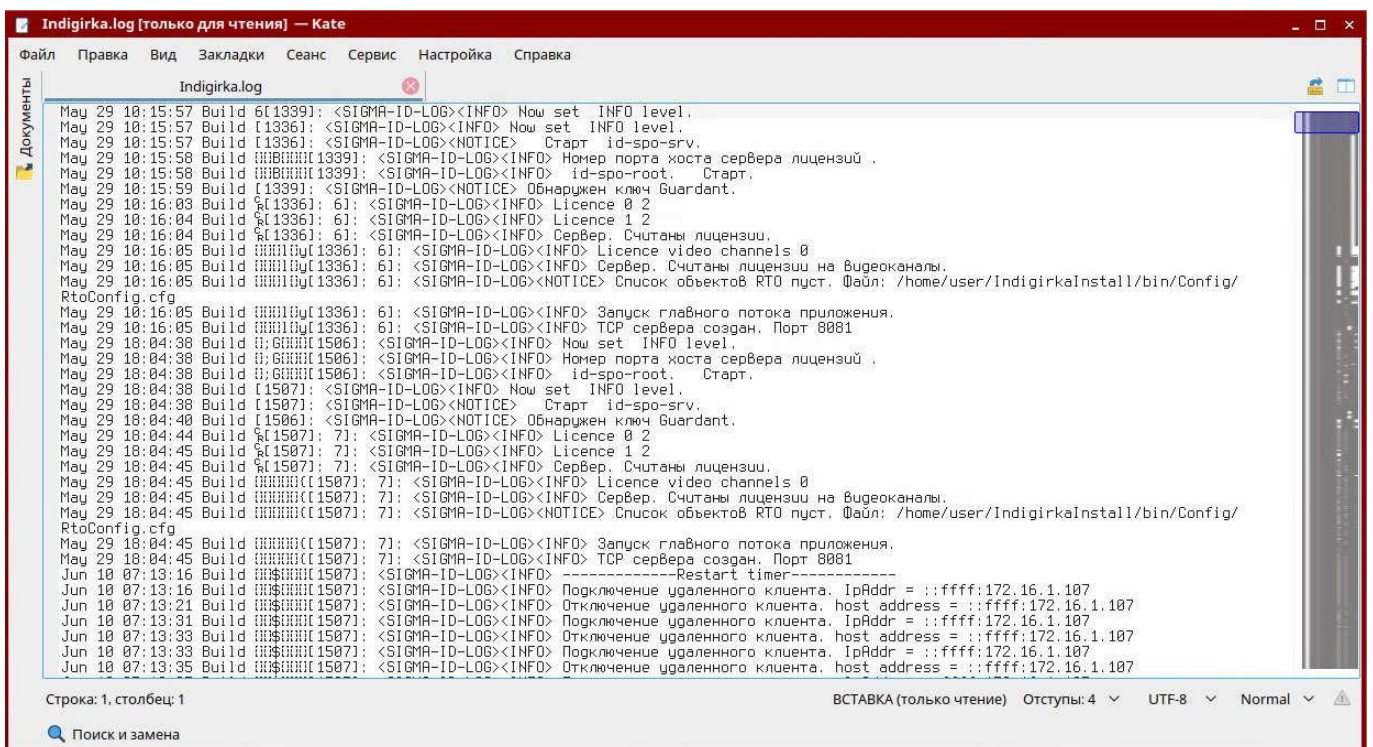 Indigirka.log [только для чтения] — Kate
Файл Правка Вид Закладки Сеанс Сервис Настройка Справка
Документы
Indigirka.log
May 29 10:15:57 Build 6[1339]: <SIGMA-ID-LOG><INFO> Now set INFO level.
May 29 10:15:57 Build [1336]: <SIGMA-ID-LOG><INFO> Now set INFO level.
May 29 10:15:57 Build [1336]: <SIGMA-ID-LOG><NOTICE> Старт id-spo-srv.
May 29 10:15:58 Build [1339]: <SIGMA-ID-LOG><INFO> Номер порта хоста сервера лицензий .
May 29 10:15:58 Build [1339]: <SIGMA-ID-LOG><INFO> id-spo-root. Старт.
May 29 10:15:59 Build [1339]: <SIGMA-ID-LOG><NOTICE> Обнаружен ключ Guardant.
May 29 10:16:03 Build [1336]: 6]: <SIGMA-ID-LOG><INFO> Licence 0 2
May 29 10:16:04 Build [1336]: 6]: <SIGMA-ID-LOG><INFO> Licence 1 2
May 29 10:16:04 Build [1336]: 6]: <SIGMA-ID-LOG><INFO> Сервер. Считаны лицензии.
May 29 10:16:05 Build [1336]: 6]: <SIGMA-ID-LOG><INFO> Licence video channels 0
May 29 10:16:05 Build [1336]: 6]: <SIGMA-ID-LOG><INFO> Сервер. Считаны лицензии на видеоканалы.
May 29 10:16:05 Build [1336]: 6]: <SIGMA-ID-LOG><NOTICE> Список объектов RTO пуст. Файл: /home/user/IndigirkaInstall/bin/Config/
RtoConfig.cfg
May 29 10:16:05 Build [1336]: 6]: <SIGMA-ID-LOG><INFO> Запуск главного потока приложения.
May 29 10:16:05 Build [1336]: 6]: <SIGMA-ID-LOG><INFO> TCP сервера создан. Порт 8081
May 29 18:04:38 Build [1506]: <SIGMA-ID-LOG><INFO> Now set INFO level.
May 29 18:04:38 Build [1506]: <SIGMA-ID-LOG><INFO> Номер порта хоста сервера лицензий .
May 29 18:04:38 Build [1506]: <SIGMA-ID-LOG><INFO> id-spo-root. Старт.
May 29 18:04:38 Build [1507]: <SIGMA-ID-LOG><INFO> Now set INFO level.
May 29 18:04:38 Build [1507]: <SIGMA-ID-LOG><NOTICE> Старт id-spo-srv.
May 29 18:04:40 Build [1506]: <SIGMA-ID-LOG><NOTICE> Обнаружен ключ Guardant.
May 29 18:04:44 Build [1507]: 7]: <SIGMA-ID-LOG><INFO> Licence 0 2
May 29 18:04:45 Build [1507]: 7]: <SIGMA-ID-LOG><INFO> Licence 1 2
May 29 18:04:45 Build [1507]: 7]: <SIGMA-ID-LOG><INFO> Сервер. Считаны лицензии.
May 29 18:04:45 Build [1507]: 7]: <SIGMA-ID-LOG><INFO> Licence video channels 0
May 29 18:04:45 Build [1507]: 7]: <SIGMA-ID-LOG><INFO> Сервер. Считаны лицензии на видеоканалы.
May 29 18:04:45 Build [1507]: 7]: <SIGMA-ID-LOG><NOTICE> Список объектов RTO пуст. Файл: /home/user/IndigirkaInstall/bin/Config/
RtoConfig.cfg
May 29 18:04:45 Build [1507]: 7]: <SIGMA-ID-LOG><INFO> Запуск главного потока приложения.
May 29 18:04:45 Build [1507]: 7]: <SIGMA-ID-LOG><INFO> TCP сервера создан. Порт 8081
Jun 10 07:13:16 Build [1507]: <SIGMA-ID-LOG><INFO> -------------Restart timer------------
Jun 10 07:13:16 Build [1507]: <SIGMA-ID-LOG><INFO> Подключение удаленного клиента. IpAddr = ::ffff:172.16.1.107
Jun 10 07:13:21 Build [1507]: <SIGMA-ID-LOG><INFO> Отключение удаленного клиента. host address = ::ffff:172.16.1.107
Jun 10 07:13:31 Build [1507]: <SIGMA-ID-LOG><INFO> Подключение удаленного клиента. IpAddr = ::ffff:172.16.1.107
Jun 10 07:13:33 Build [1507]: <SIGMA-ID-LOG><INFO> Отключение удаленного клиента. host address = ::ffff:172.16.1.107
Jun 10 07:13:33 Build [1507]: <SIGMA-ID-LOG><INFO> Подключение удаленного клиента. IpAddr = ::ffff:172.16.1.107
Jun 10 07:13:35 Build [1507]: <SIGMA-ID-LOG><INFO> Отключение удаленного клиента. host address = ::ffff:172.16.1.107
Строка: 1, столбец: 1 ВСТАВКА (только чтение) Отступы: 4 UTF-8 Normal
Поиск и замена